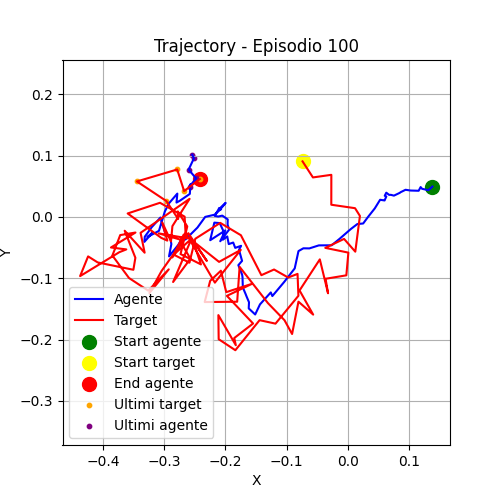 Trajectory - Episodio 100
Y
0.2
0.1
0.0
−0.1
−0.2
−0.3
−0.4
−0.3
−0.2
−0.1
0.0
0.1
X
Agente
Target
Start agente
Start target
End agente
Ultimi target
Ultimi agente